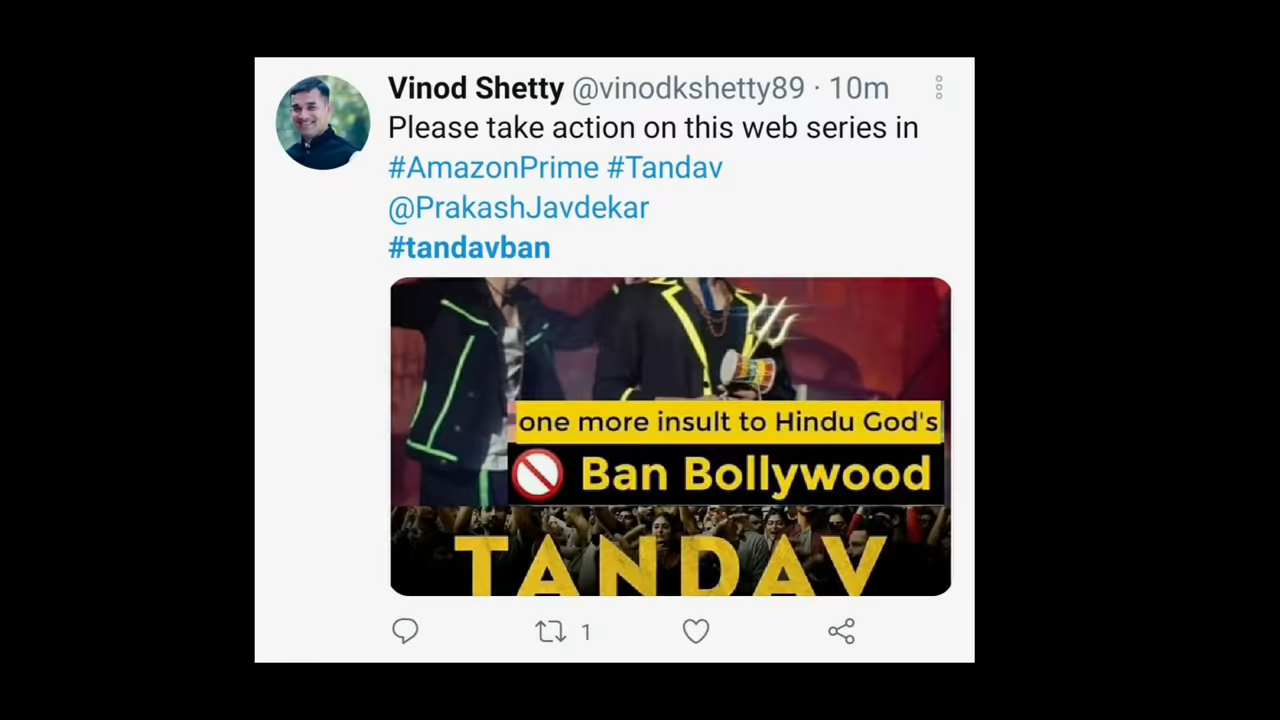 Vinod Shetty @vinodkshetty89 · 10m
Please take action on this web series in
#AmazonPrime #Tandav
@PrakashJavdekar
#tandavban
one more insult to Hindu God's
Ban Bollywood
TANDAV
1